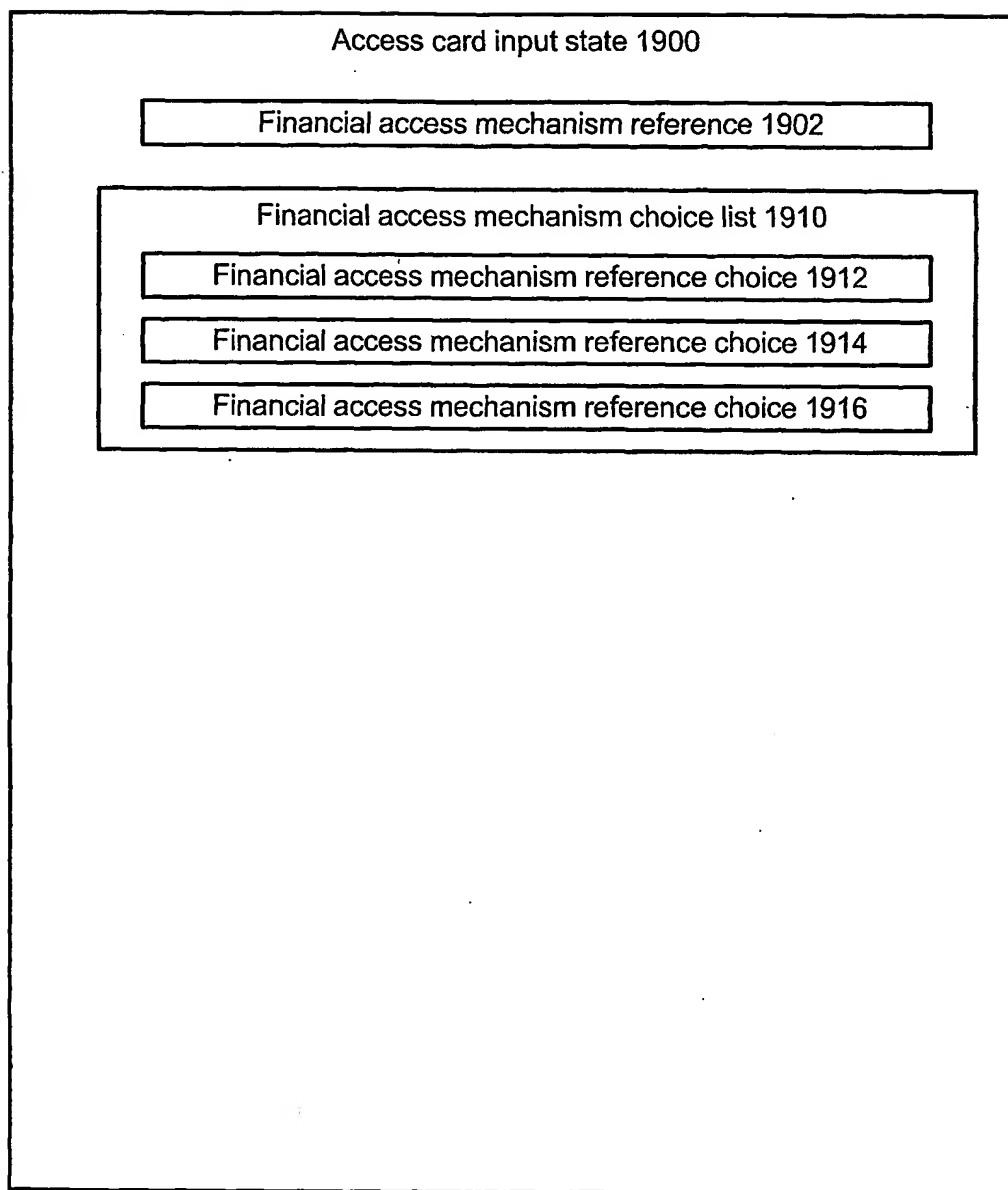 Access card input state 1900
Financial access mechanism reference 1902
Financial access mechanism choice list 1910
Financial access mechanism reference choice 1912
Financial access mechanism reference choice 1914
Financial access mechanism reference choice 1916